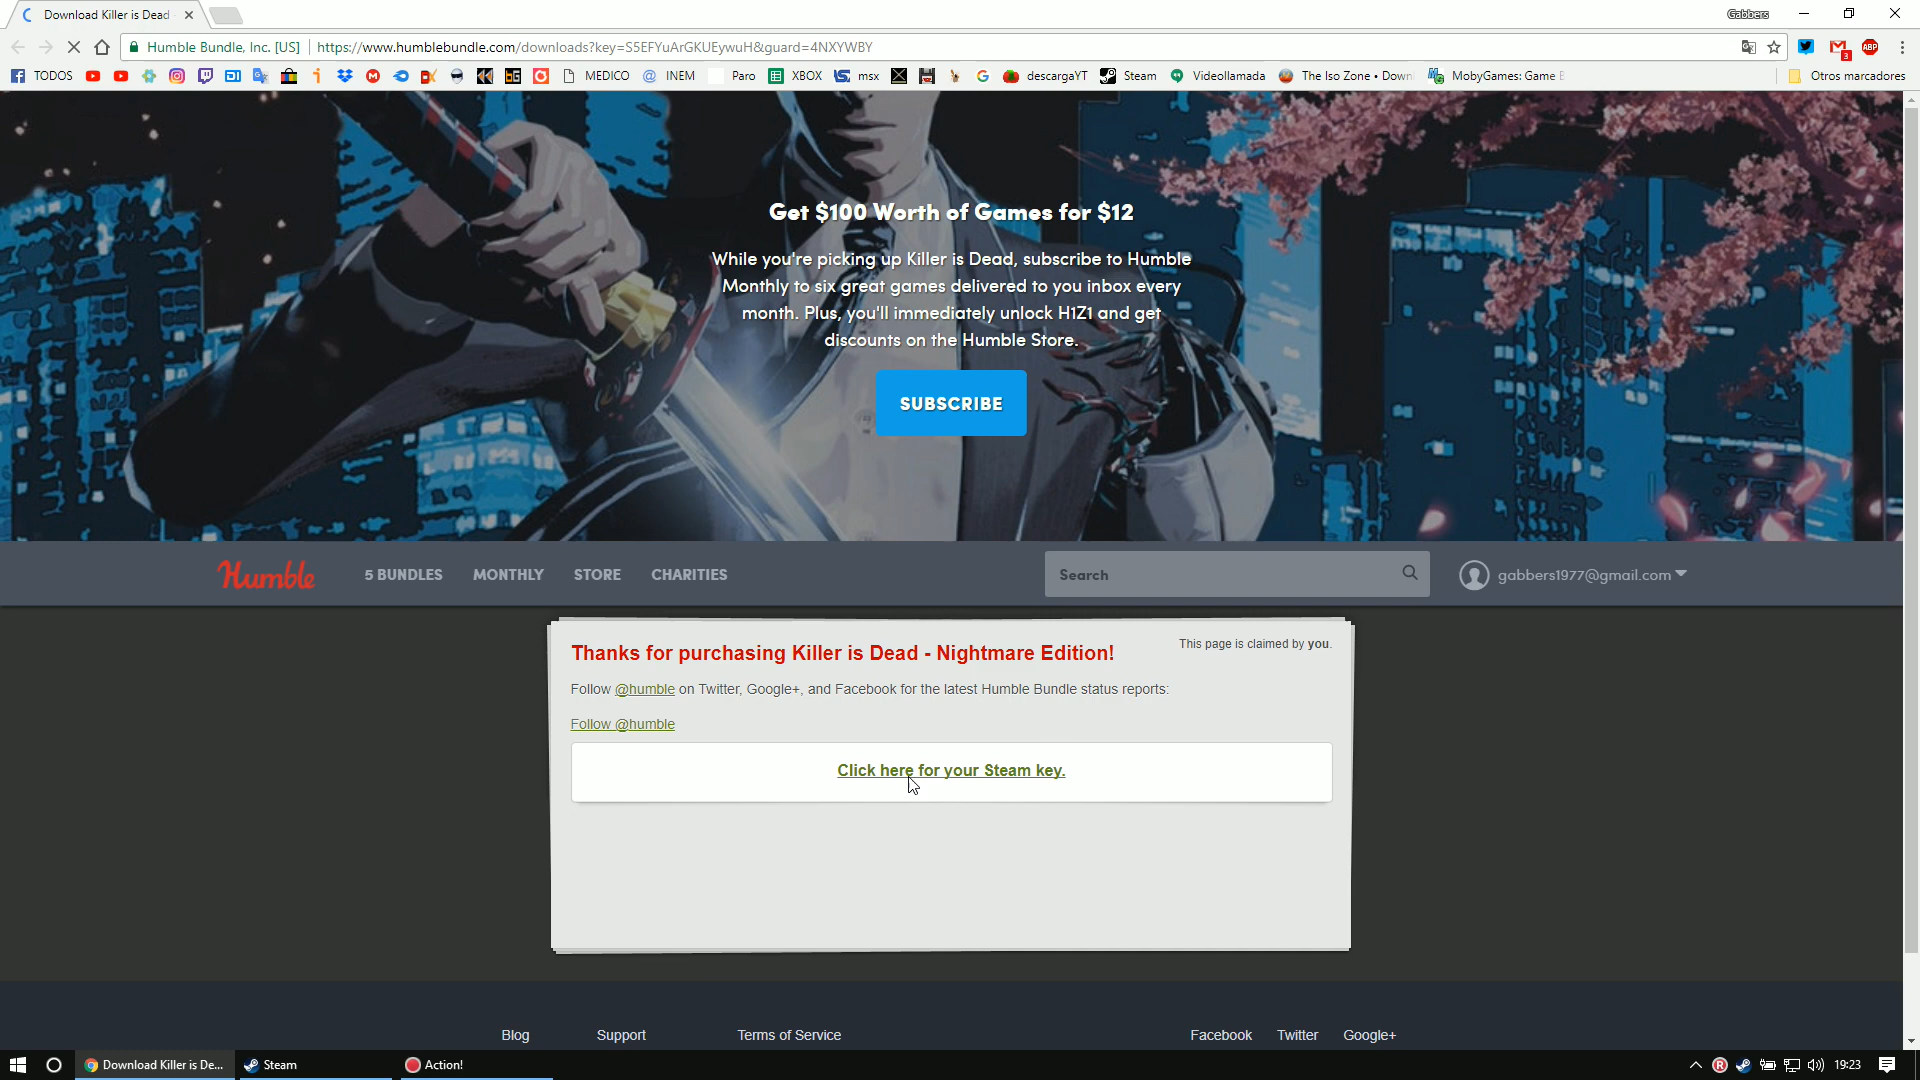 Download Killer is Dead
Gabbers
Humble Bundle, Inc. [US]
https://www.humblebundle.com/downloads?key=S5EFYuArGKUEywuH&guard=4NXYWBY
3
ABP
TODOS
MEDICO
INEM
Paro
XBOX
msx
descargaYT
Steam
Videollamada
The Iso Zone • Down
MobyGames: Game B
Otros marcadores
Get $100 Worth of Games for $12
While you're picking up Killer is Dead, subscribe to Humble
Monthly to six great games delivered to you inbox every
month. Plus, you'll immediately unlock H1Z1 and get
discounts on the Humble Store.
SUBSCRIBE
Humble
5 BUNDLES
MONTHLY
STORE
CHARITIES
Search
gabbers1977@gmail.com
Thanks for purchasing Killer is Dead - Nightmare Edition!
This page is claimed by you.
Follow @humble on Twitter, Google+, and Facebook for the latest Humble Bundle status reports:
Follow @humble
Click here for your Steam key.
Blog
Support
Terms of Service
Facebook
Twitter
Google+
Download Killer is De...
Steam
Action!
19:23